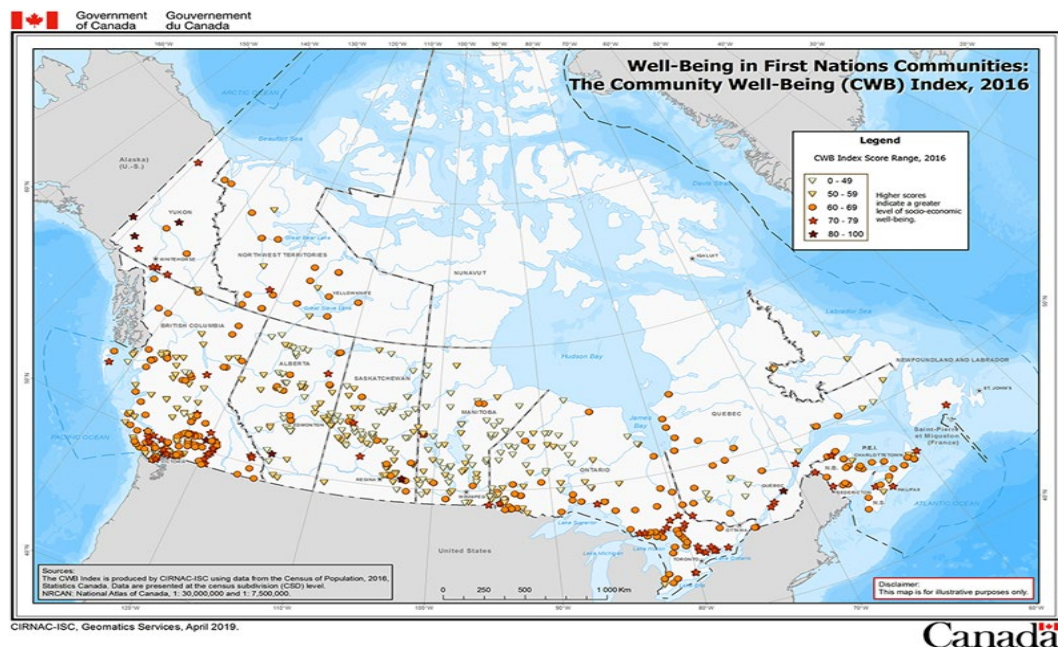 Government
of Canada
Gouvernement
du Canada
Well-Being in First Nations Communities:
The Community Well-Being (CWB) Index, 2016
Legend
CWB Index Score Range, 2016
0 - 49
50 - 59
60 - 69
70 - 79
80 - 100
Higher scores
indicate a greater
level of socio-economic
well-being.
ARCTIC OCEAN
Beaufort Sea
Alaska)
(U.-S.)
Davis Strait
YUKON
WHITEHORSE
Great Bear Lake
NORTHWEST TERRITORIES
YELLOWKNIFE
Great Slave Lake
NUNAVUT
IQALUIT
Labrador Sea
BRITISH COLUMBIA
ALBERTA
SASKATCHEWAN
Hudson Bay
NEWFOUNDLAND AND LABRADOR
ST. JOHN'S
MANITOBA
QUEBEC
James
Bay
Saint-Pierre
et Miquelon
(France)
EDMONTON
PACIFIC OCEAN
P.E.I.
CHARLOTTETOWN
ONTARIO
N.B.
REGINA
WINNIPEG
QUEBEC
FREDERICTON
HALIFAX
N.S.
ATLANTIC OCEAN
Lake Superior
OTTAWA
United States
Lake Michigan
Lake Huron
TORONTO
Lake Ontario
Sources:
The CWB Index is produced by CIRNAC-ISC using data from the Census of Population, 2016,
Statistics Canada. Data are presented at the census subdivision (CSD) level.
NRCAN: National Atlas of Canada, 1: 30,000,000 and 1: 7,500,000.
0 250 500 1 000 Km
Disclaimer:
This map is for illustrative purposes only.
CIRNAC-ISC, Geomatics Services, April 2019.
Canada